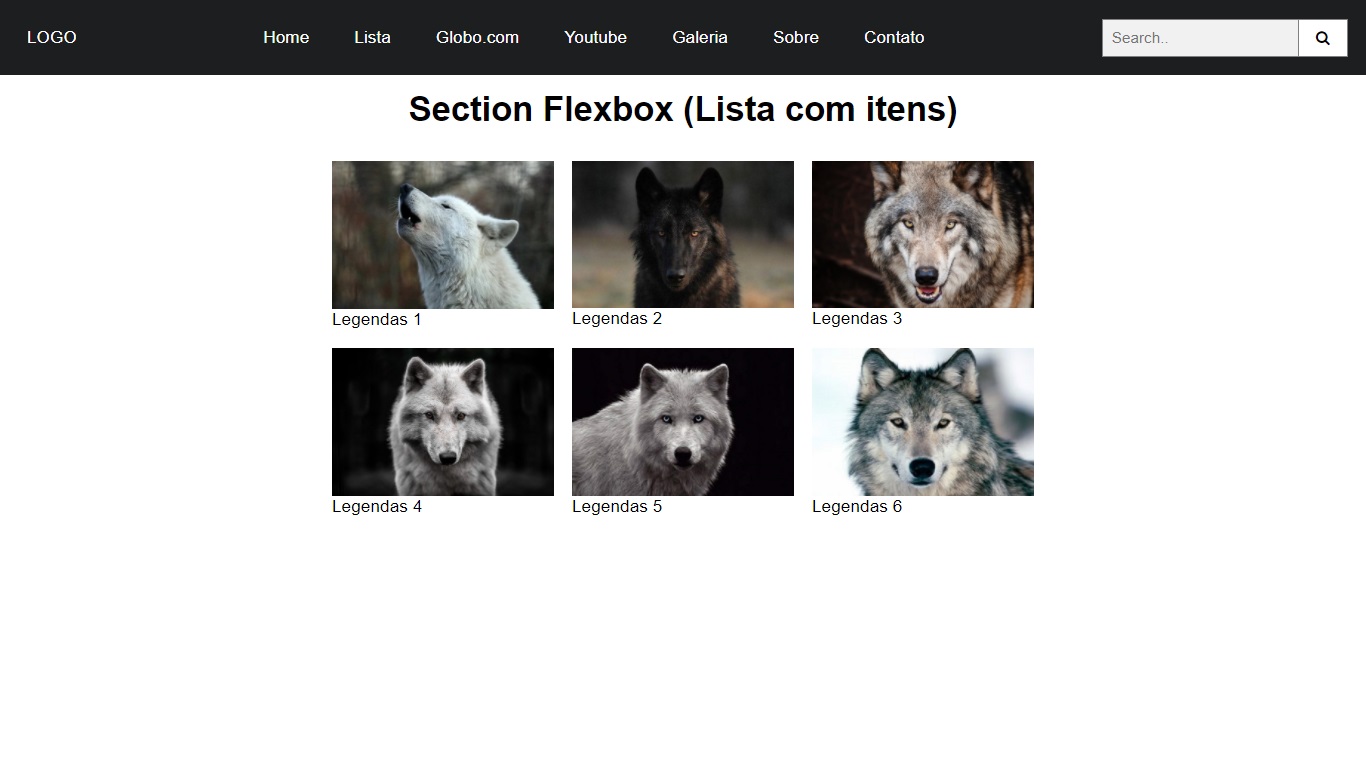 LOGO Home Lista Globo.com Youtube Galeria Sobre Contato Search..
Section Flexbox (Lista com itens)
Legendas 1 Legendas 2 Legendas 3
Legendas 4 Legendas 5 Legendas 6